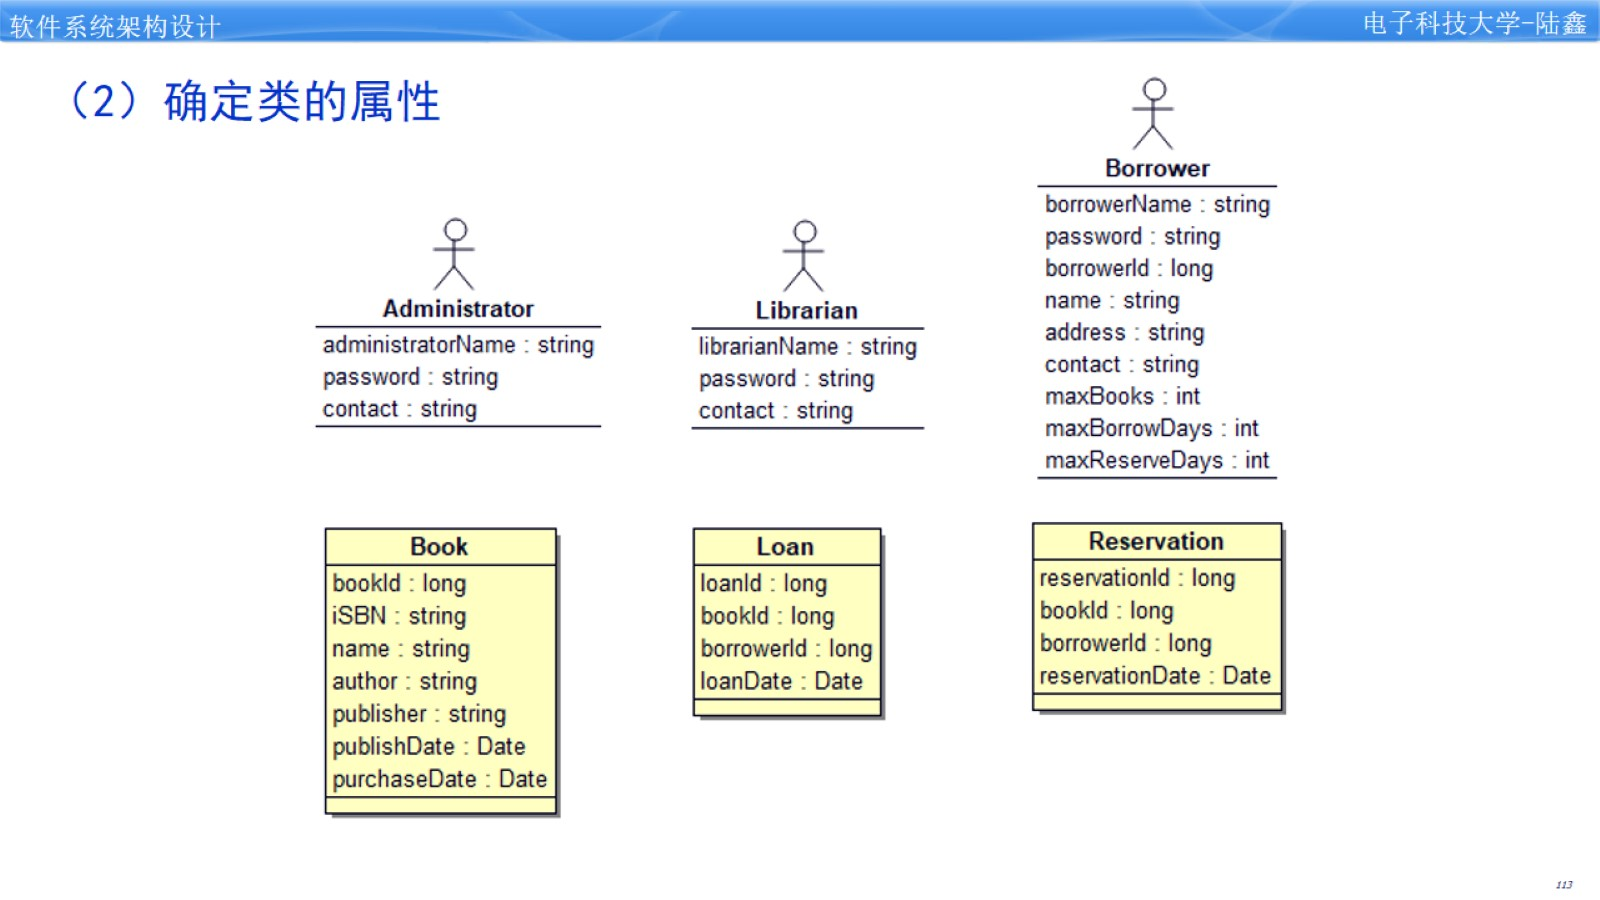 软件系统架构设计
电子科技大学-陆鑫
（2）确定类的属性
Administrator
administratorName : string
password : string
contact : string
Librarian
librarianName : string
password : string
contact : string
Borrower
borrowerName : string
password : string
borrowerId : long
name : string
address : string
contact : string
maxBooks : int
maxBorrowDays : int
maxReserveDays : int
Book
bookId : long
iSBN : string
name : string
author : string
publisher : string
publishDate : Date
purchaseDate : Date
Loan
loanId : long
bookId : long
borrowerId : long
loanDate : Date
Reservation
reservationId : long
bookId : long
borrowerId : long
reservationDate : Date
113